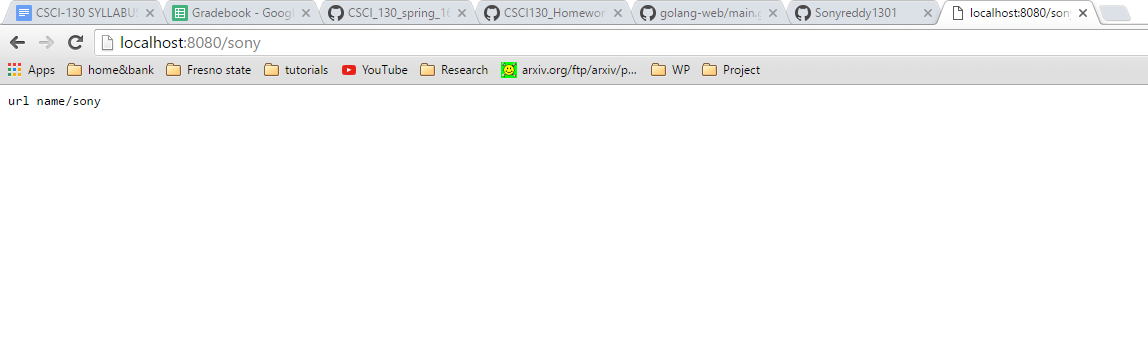 CSCI-130 SYLLABUS Gradebook - Googl CSCI_130_spring_16 CSCI130_Homewor golang-web/main.g Sonyreddy1301 localhost:8080/sony
localhost:8080/sony
Apps home&bank Fresno state tutorials YouTube Research arxiv.org/ftp/arxiv/p... WP Project
url name/sony